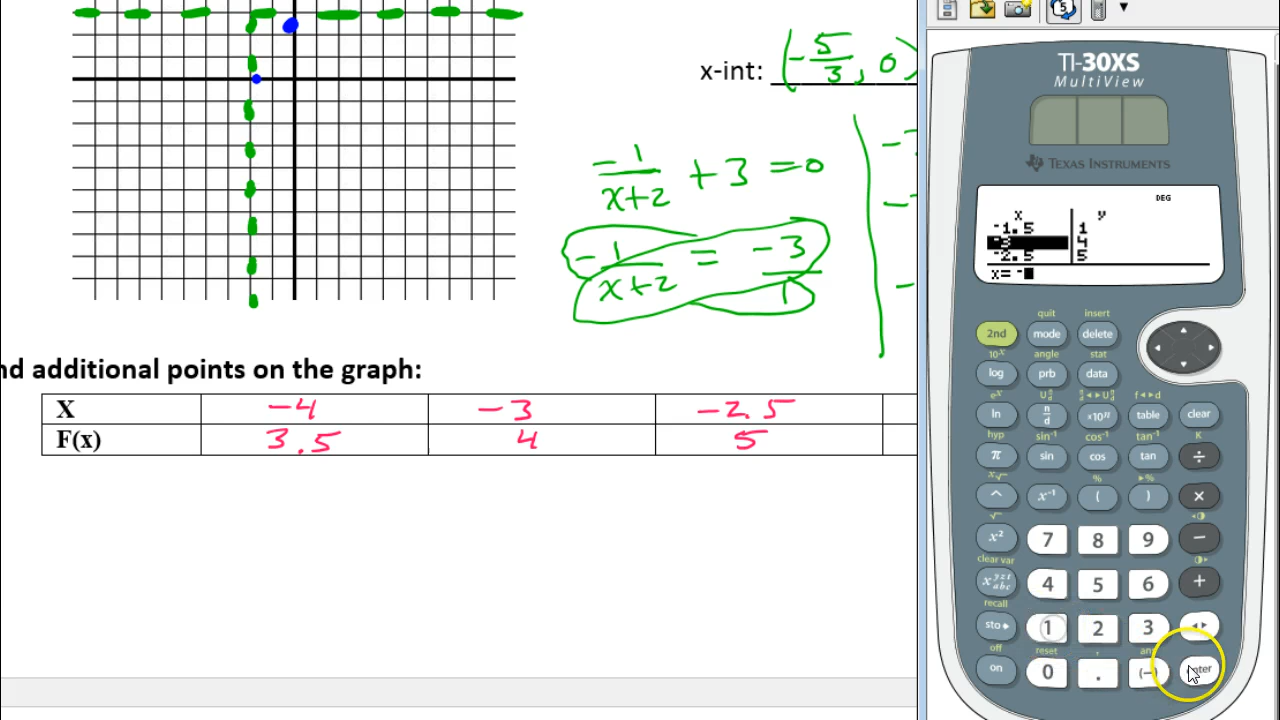 x-int: (-5/3, 0)
-1/x+2 + 3 = 0
-1/x+2 = -3/1
nd additional points on the graph:
X -4 -3 -2.5
F(x) 3.5 4 5
TI-30XS
MultiView
TEXAS INSTRUMENTS
DEG
x y
-1.5 1
-3 4
-2.5 5
x= -
quit insert
2nd mode delete
10^x angle stat
log prb data
e^x f◄►d
ln n/d ×10^n table clear
hyp sin⁻¹ cos⁻¹ tan⁻¹ K
π sin cos tan ÷
%
^ x⁻¹ ( ) ×
√
x² 7 8 9 −
clear var
x yzt abc 4 5 6 +
recall
sto► 1 2 3 ◄►
off reset , an
on 0 . (−) enter